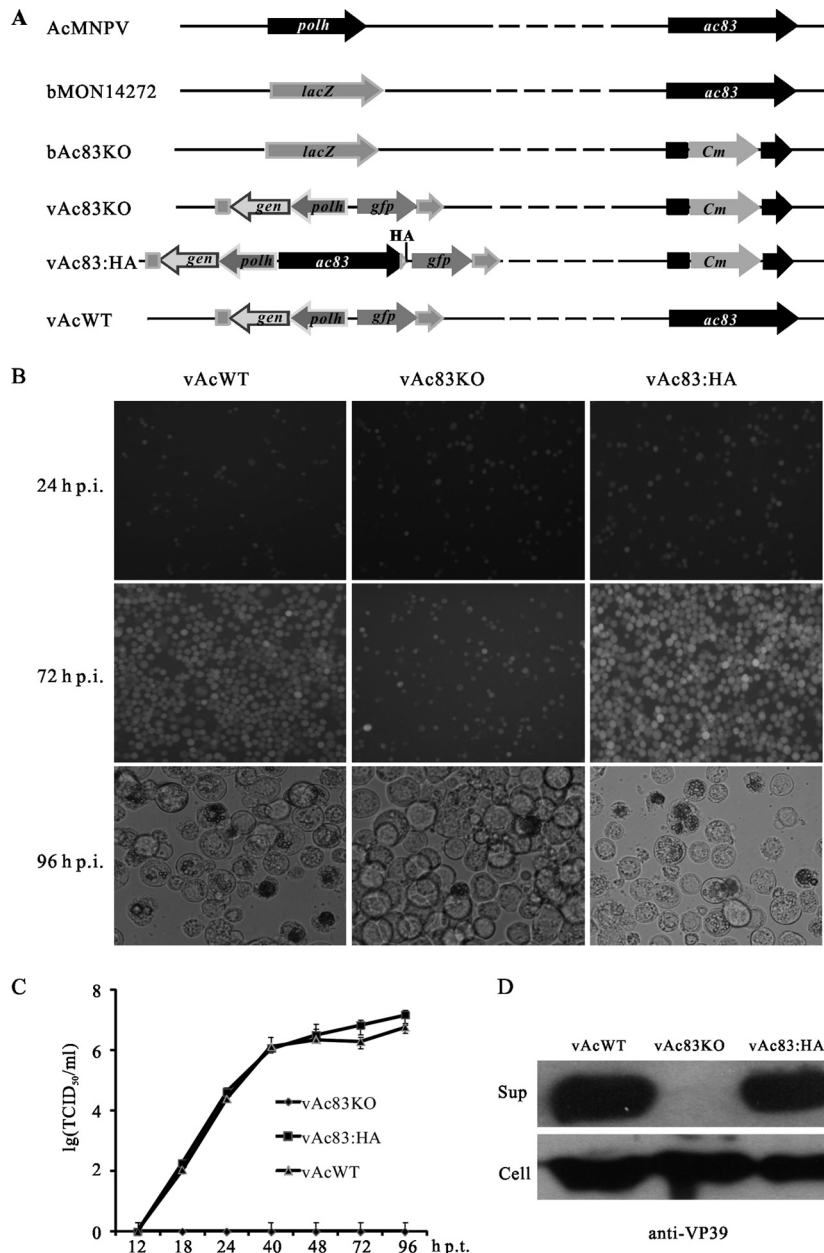 A
AcMNPV polh ac83
bMON14272 lacZ ac83
bAc83KO lacZ Cm
vAc83KO gen polh gfp Cm
HA
vAc83:HA gen polh ac83 gfp Cm
vAcWT gen polh gfp ac83
B
vAcWT vAc83KO vAc83:HA
24 h p.i.
72 h p.i.
96 h p.i.
C
lg(TCID50/ml)
8
6
4
2
0
vAc83KO
vAc83:HA
vAcWT
12 18 24 40 48 72 96 h p.t.
D
vAcWT vAc83KO vAc83:HA
Sup
Cell
anti-VP39